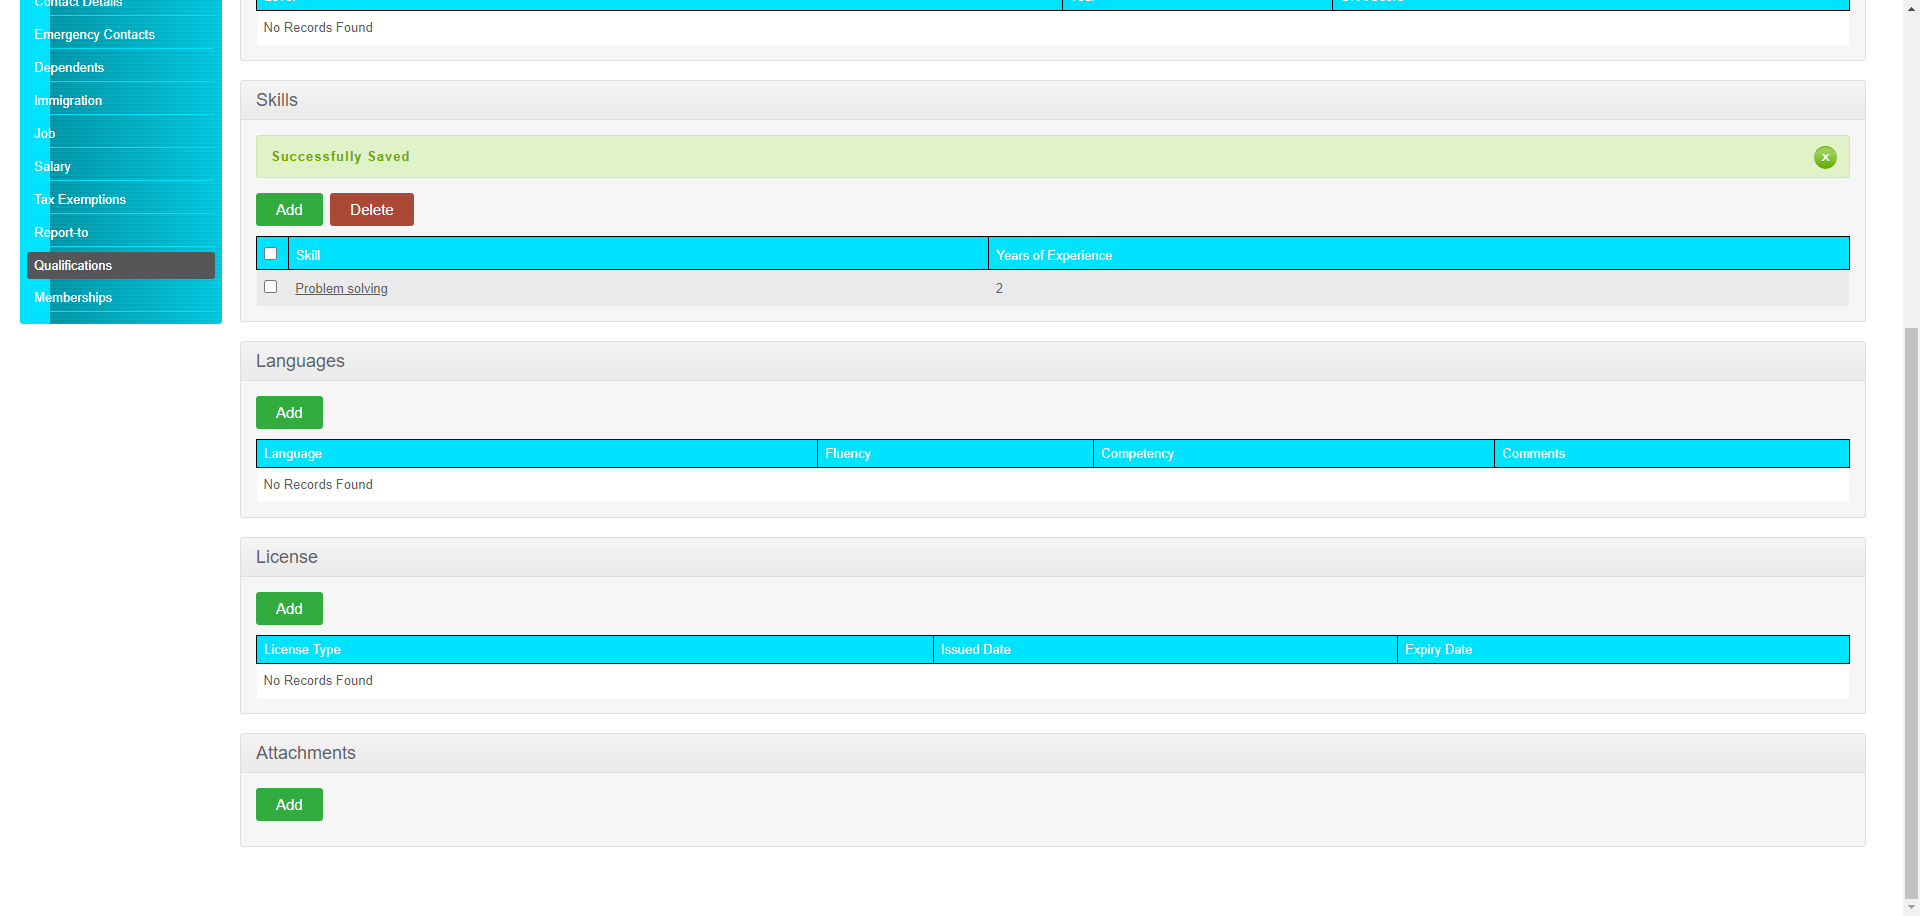 Contact Details
Emergency Contacts
Dependents
Immigration
Job
Salary
Tax Exemptions
Report-to
Qualifications
Memberships
No Records Found
Skills
Successfully Saved
x
Add Delete
Skill Years of Experience
Problem solving 2
Languages
Add
Language Fluency Competency Comments
No Records Found
License
Add
License Type Issued Date Expiry Date
No Records Found
Attachments
Add